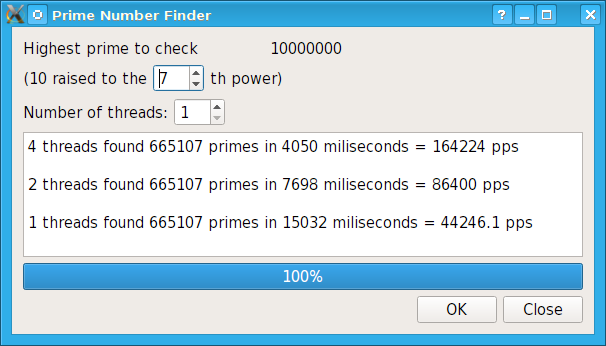 Prime Number Finder
Highest prime to check 10000000
(10 raised to the 7 th power)
Number of threads: 1
4 threads found 665107 primes in 4050 miliseconds = 164224 pps
2 threads found 665107 primes in 7698 miliseconds = 86400 pps
1 threads found 665107 primes in 15032 miliseconds = 44246.1 pps
100%
OK Close